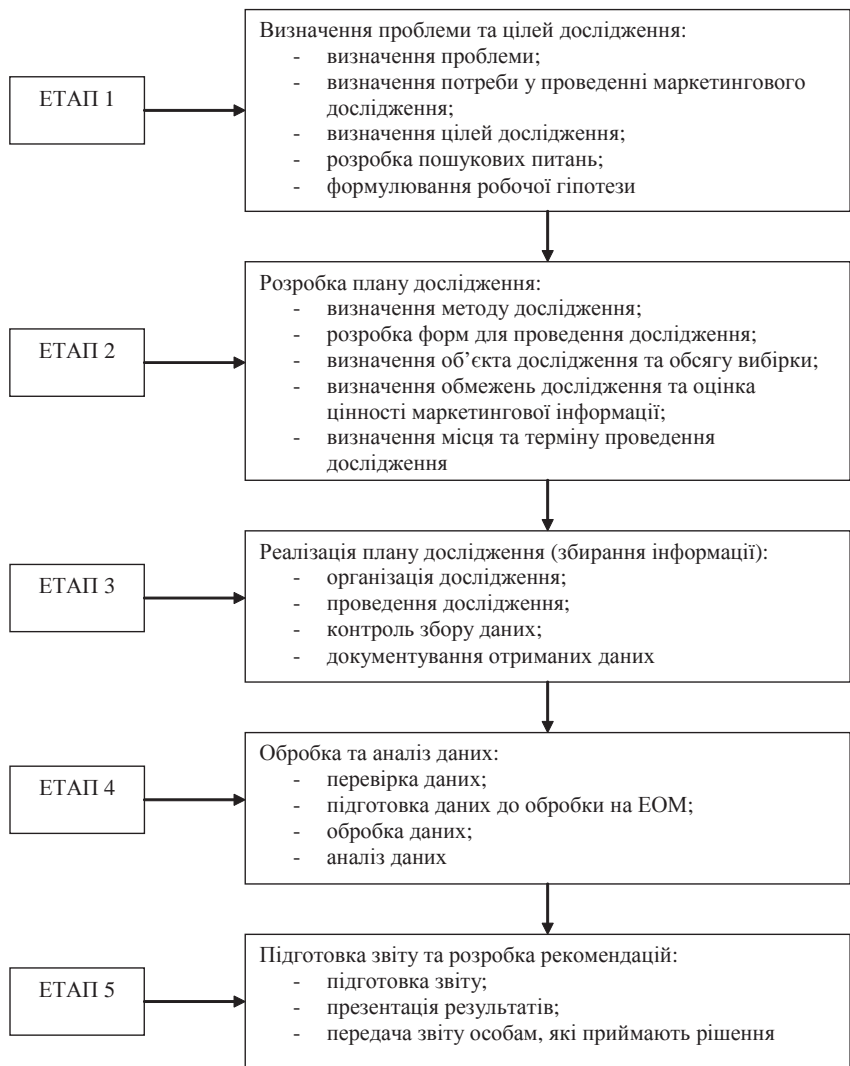 Визначення проблеми та цілей дослідження:
- визначення проблеми;
ЕТАП 1
- визначення потреби у проведенні маркетингового
дослідження;
- визначення цілей дослідження;
- розробка пошукових питань;
- формулювання робочої гіпотези
Розробка плану дослідження:
- визначення методу дослідження;
ЕТАП 2
- розробка форм для проведення дослідження;
- визначення об’єкта дослідження та обсягу вибірки;
- визначення обмежень дослідження та оцінка
цінності маркетингової інформації;
- визначення місця та терміну проведення
дослідження
Реалізація плану дослідження (збирання інформації):
- організація дослідження;
ЕТАП 3
- проведення дослідження;
- контроль збору даних;
- документування отриманих даних
Обробка та аналіз даних:
- перевірка даних;
ЕТАП 4
- підготовка даних до обробки на ЕОМ;
- обробка даних;
- аналіз даних
Підготовка звіту та розробка рекомендацій:
- підготовка звіту;
ЕТАП 5
- презентація результатів;
- передача звіту особам, які приймають рішення